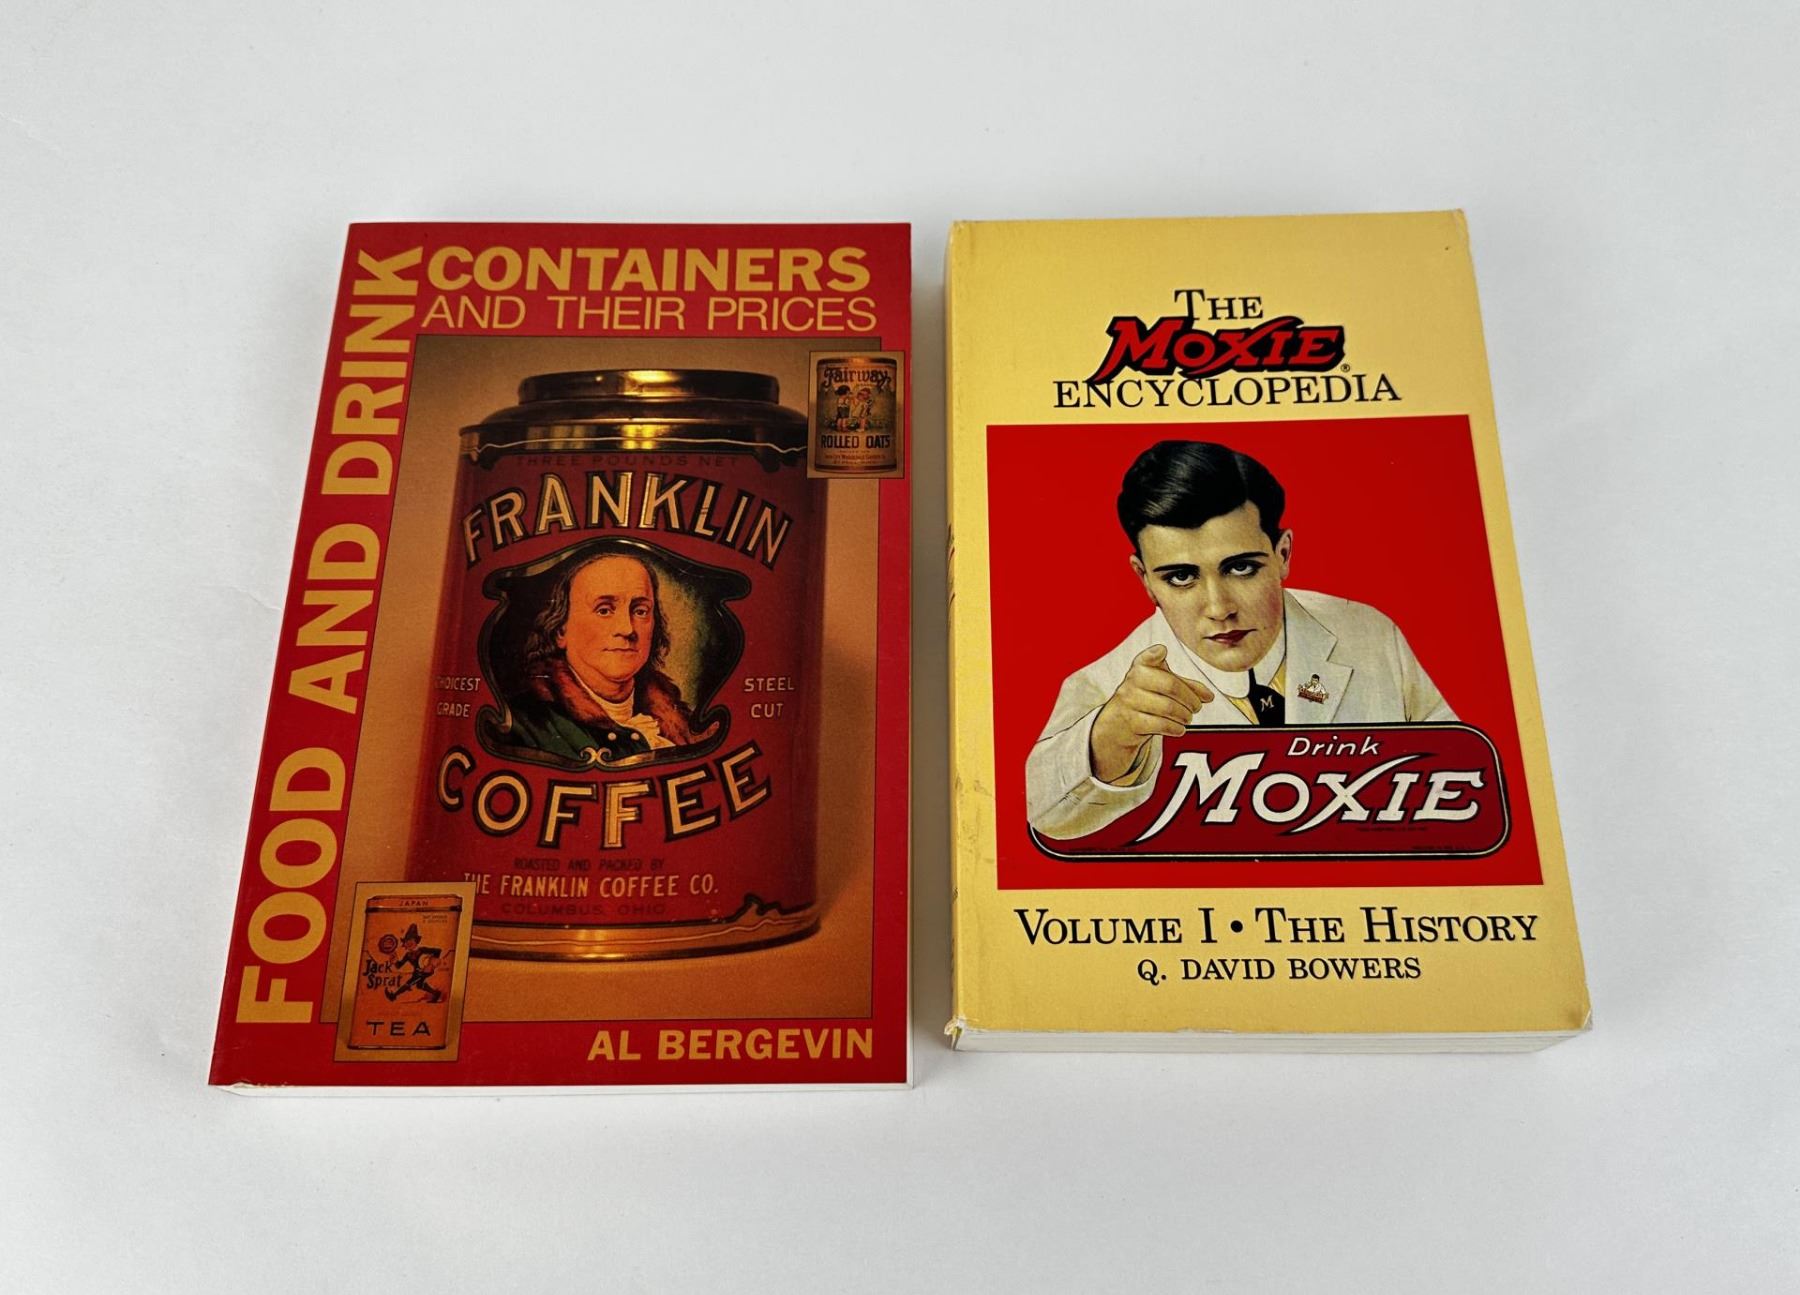 FOOD AND DRINK
CONTAINERS
AND THEIR PRICES
Fairway
ROLLED OATS
THREE POUNDS NET
FRANKLIN
CHOICEST
GRADE
STEEL
CUT
COFFEE
ROASTED AND PACKED BY
THE FRANKLIN COFFEE CO.
COLUMBUS, OHIO
JAPAN
Jack
Sprat
TEA
AL BERGEVIN
THE
MOXIE®
ENCYCLOPEDIA
M
Drink
MOXIE
VOLUME I • THE HISTORY
Q. DAVID BOWERS